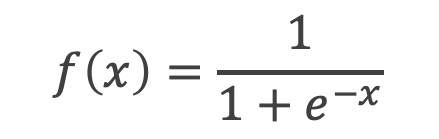 f(x) = 1 / (1 + e^{-x})